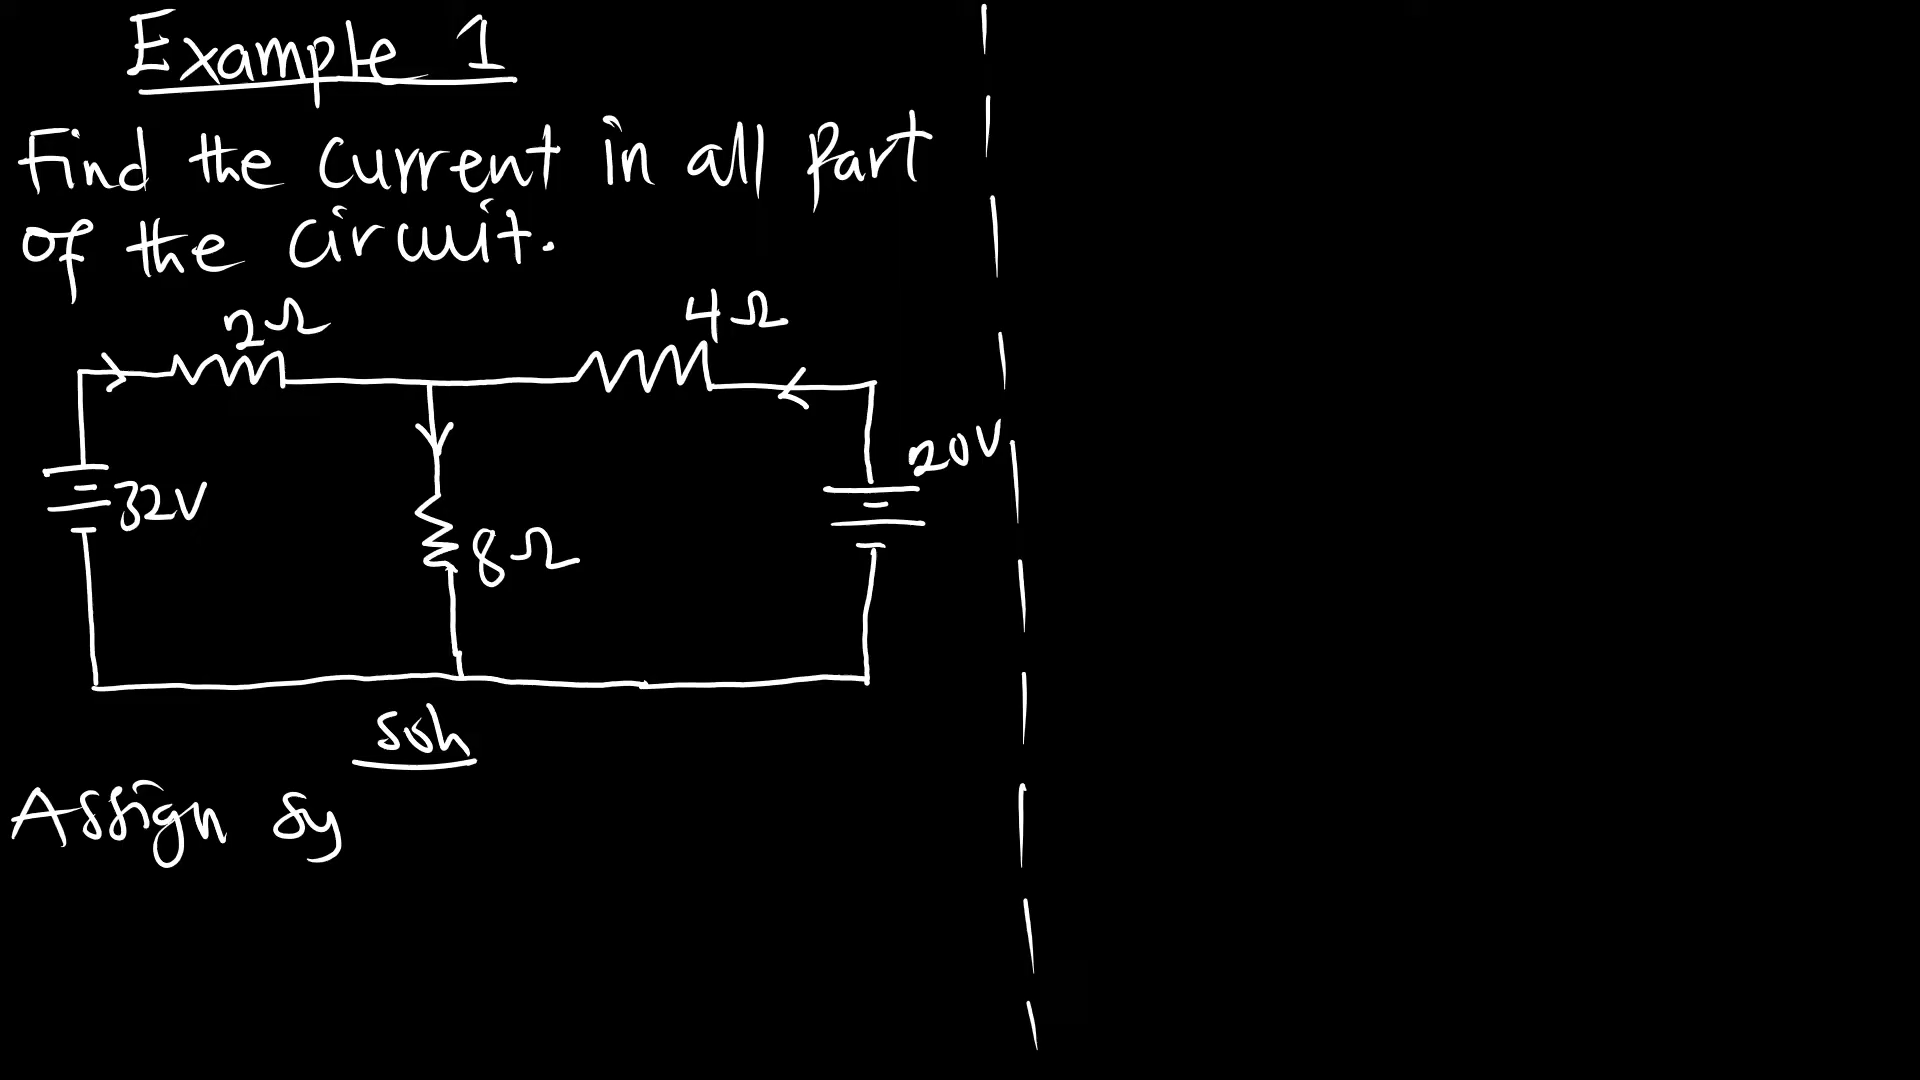 Example 1
Find the current in all part
of the circuit.
2Ω
4Ω
20V
32V
8Ω
Soln
Assign sy